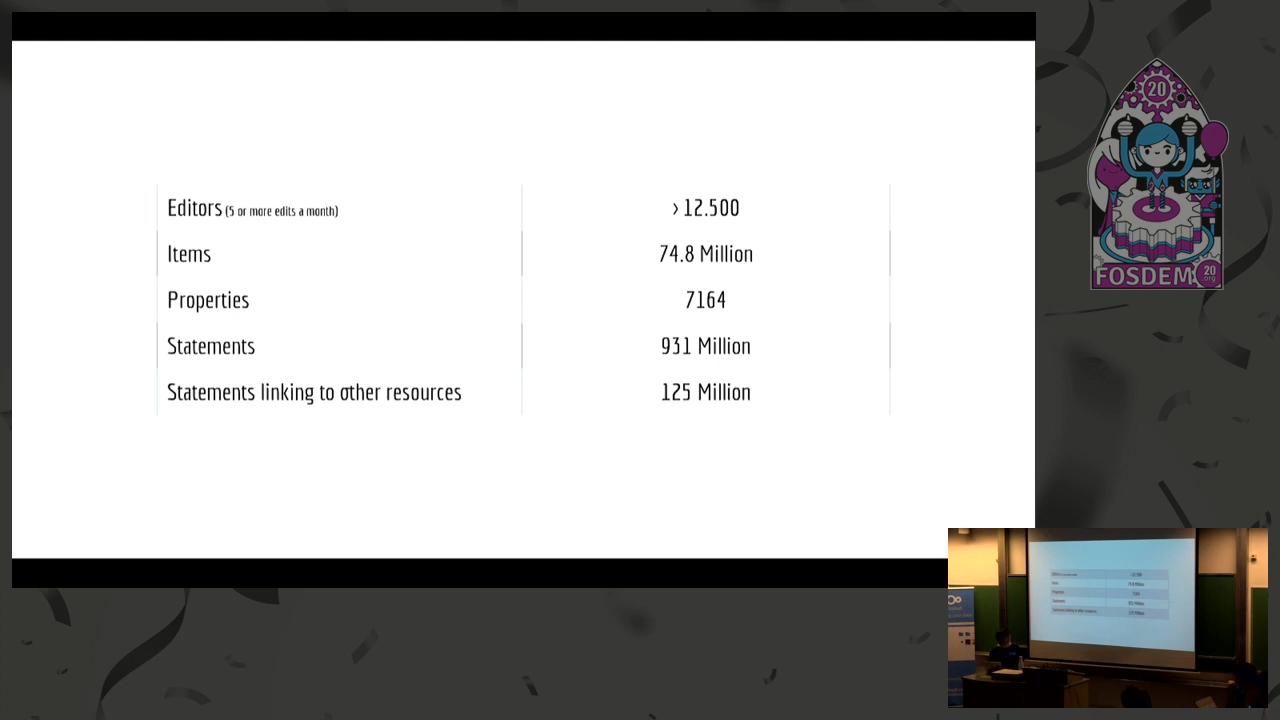 Editors (5 or more edits a month) › 12.500
Items 74.8 Million
Properties 7164
Statements 931 Million
Statements linking to other resources 125 Million
20
FOSDEM 20
.org